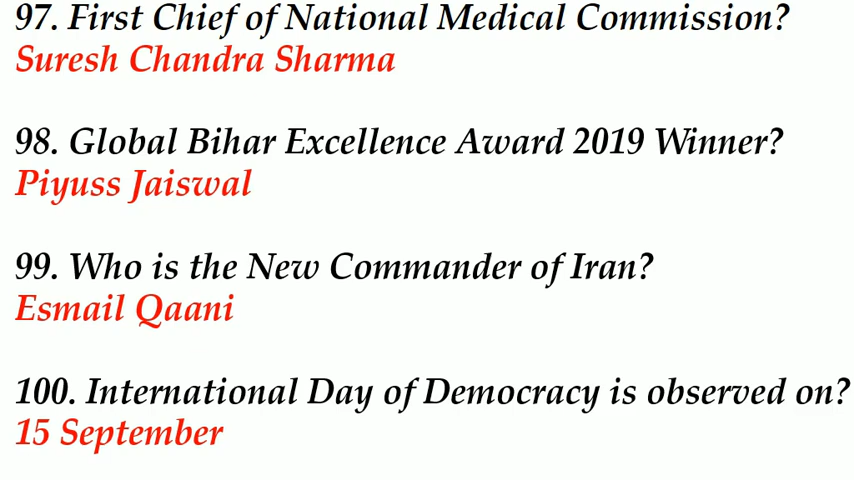 97. First Chief of National Medical Commission?
Suresh Chandra Sharma
98. Global Bihar Excellence Award 2019 Winner?
Piyuss Jaiswal
99. Who is the New Commander of Iran?
Esmail Qaani
100. International Day of Democracy is observed on?
15 September